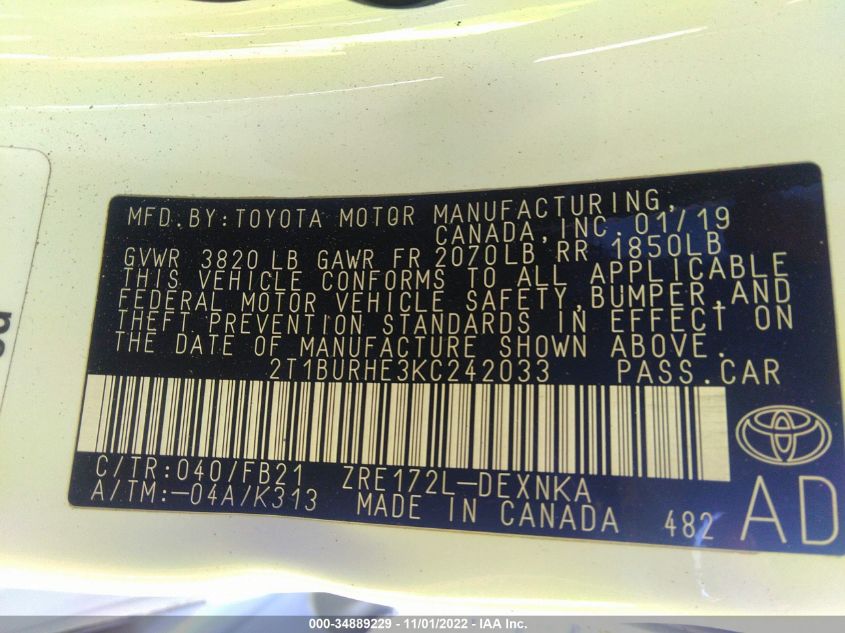 MFD.BY:TOYOTA MOTOR MANUFACTURING,
CANADA,INC. 01/19
GVWR 3820 LB GAWR FR 2070LB RR 1850LB
THIS VEHICLE CONFORMS TO ALL APPLICABLE
FEDERAL MOTOR VEHICLE SAFETY,BUMPER,AND
THEFT PREVENTION STANDARDS IN EFFECT ON
THE DATE OF MANUFACTURE SHOWN ABOVE.
2T1BURHE3KC242033 PASS.CAR
C/TR:040/FB21 ZRE172L-DEXNKA
A/TM:-04A/K313 MADE IN CANADA 482 AD
000-34889229 - 11/01/2022 - IAA Inc.